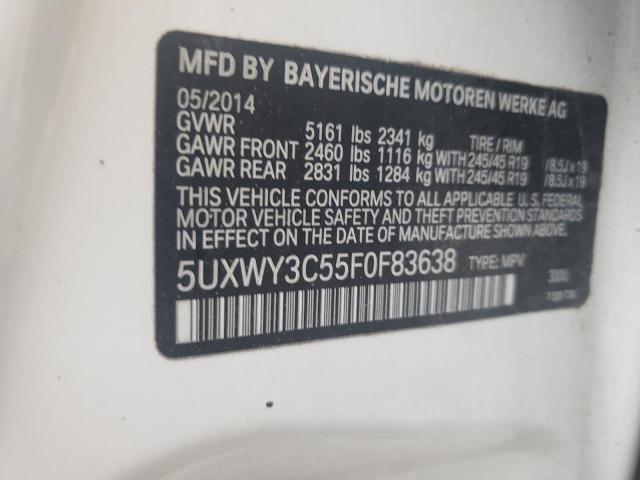 MFD BY BAYERISCHE MOTOREN WERKE AG
05/2014
GVWR 5161 lbs 2341 kg TIRE / RIM
GAWR FRONT 2460 lbs 1116 kg WITH 245/45 R19 / 8.5J x 19
GAWR REAR 2831 lbs 1284 kg WITH 245/45 R19 / 8.5J x 19
THIS VEHICLE CONFORMS TO ALL APPLICABLE U. S. FEDERAL
MOTOR VEHICLE SAFETY AND THEFT PREVENTION STANDARDS
IN EFFECT ON THE DATE OF MANUFACTURE SHOWN ABOVE.
5UXWY3C55F0F83638 TYPE: MPV